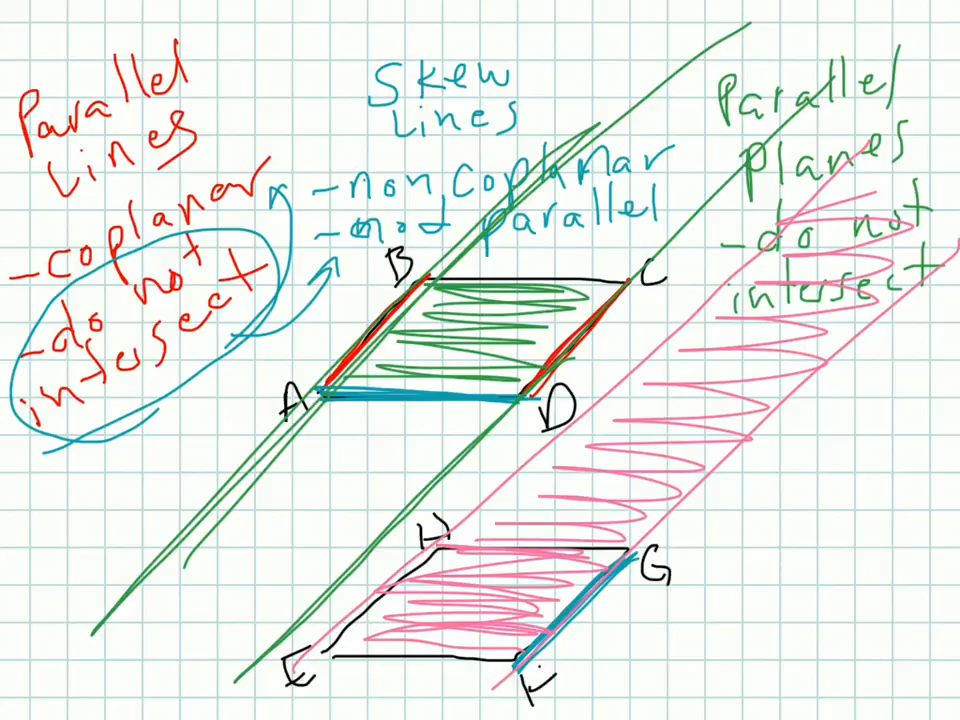 Parallel
Lines
-coplanar
-do not
intersect
Skew
Lines
-non coplanar
-not parallel
Parallel
planes
-do not
intersect
B
C
A
D
H
G
E
F